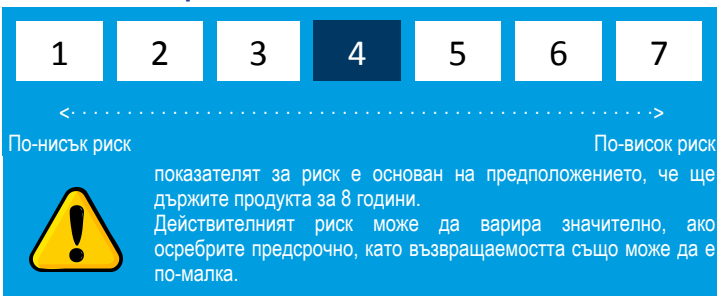 1 2 3 4 5 6 7
<· · · · · · · · · · · · · · · · · · · · · · · · · · · · · · · · · · · · · · · · · · · · · · · · · · · · · ·>
По-нисък риск По-висок риск
показателят за риск е основан на предположението, че ще
държите продукта за 8 години.
Действителният риск може да варира значително, ако
осребрите предсрочно, като възвращаемостта също може да е
по-малка.